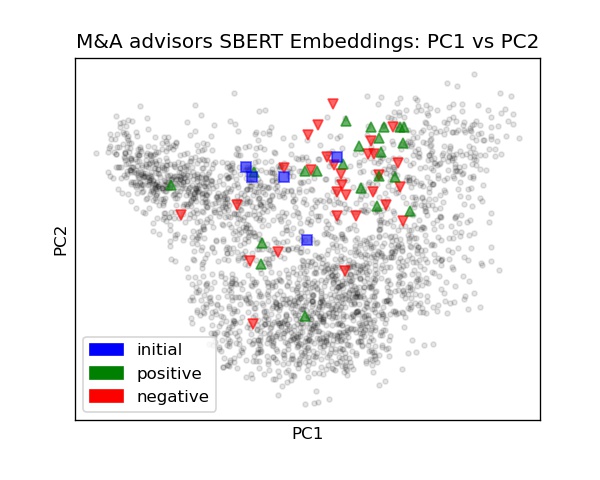 M&A advisors SBERT Embeddings: PC1 vs PC2
PC2
initial
positive
negative
PC1